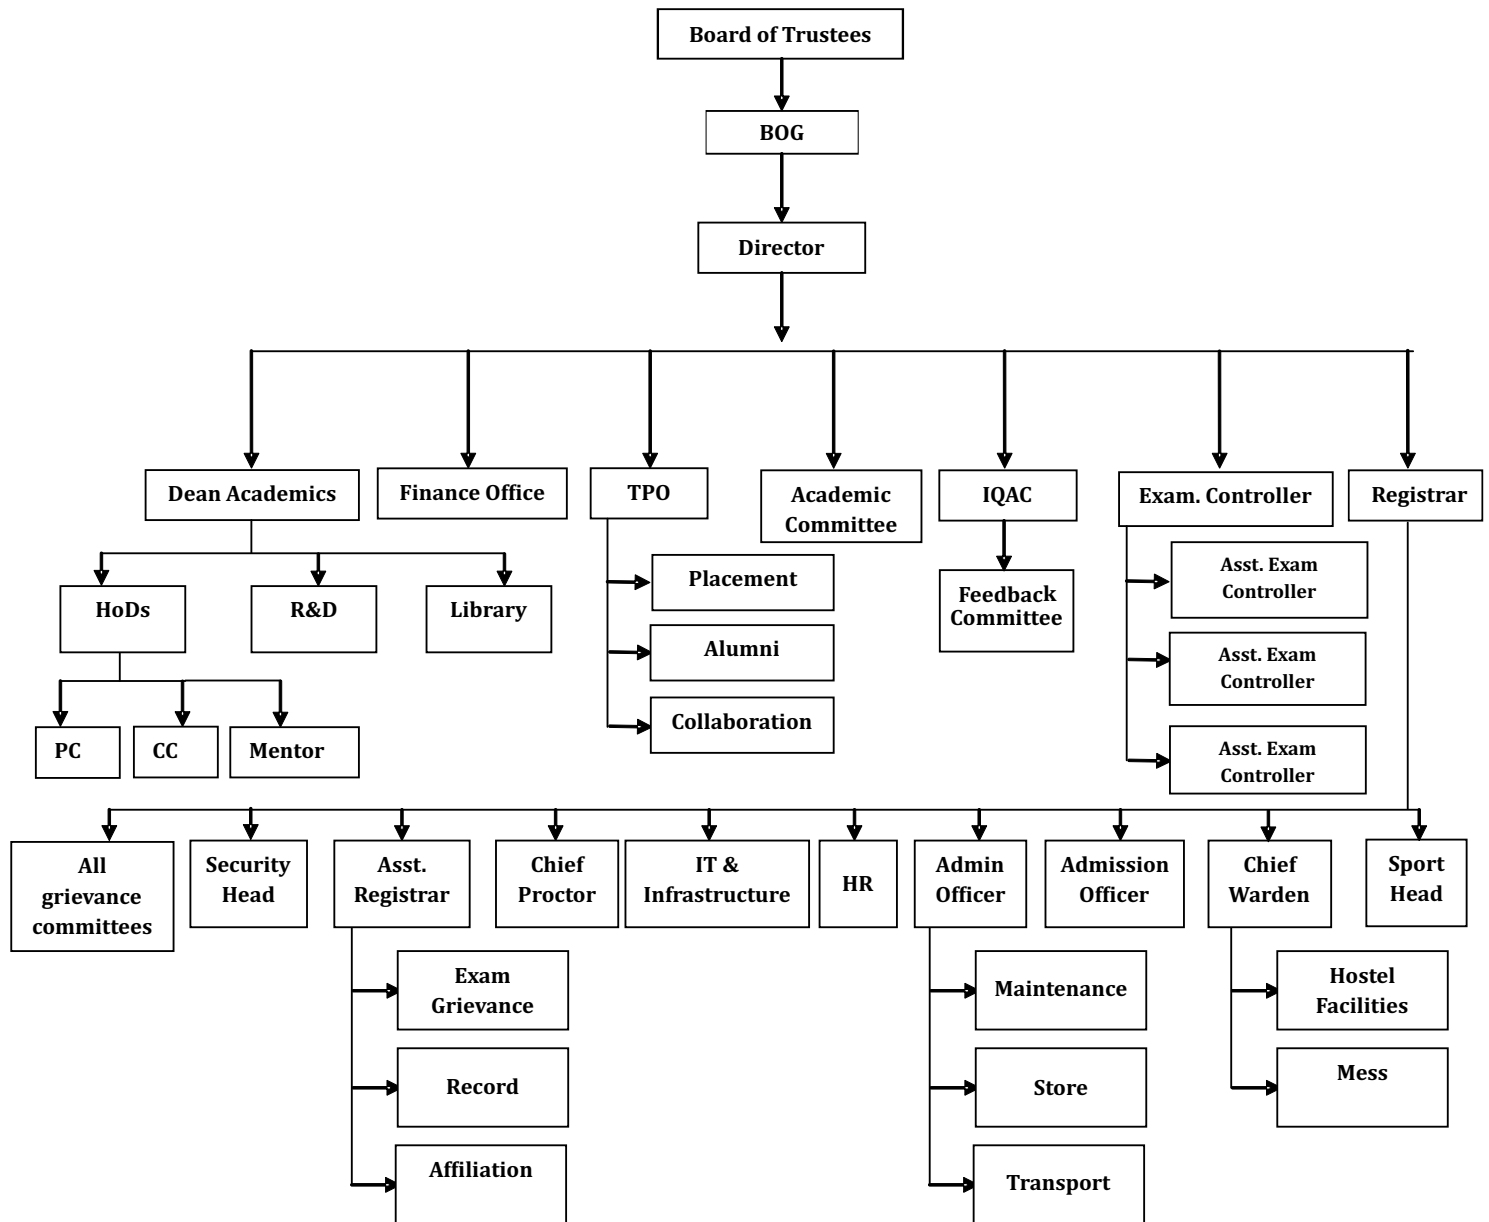 Board of Trustees
BOG
Director
Dean Academics
Finance Office
TPO
Academic
Committee
IQAC
Exam. Controller
Registrar
HoDs
R&D
Library
Placement
Alumni
Collaboration
Feedback
Committee
Asst. Exam
Controller
Asst. Exam
Controller
Asst. Exam
Controller
PC
CC
Mentor
All
grievance
committees
Security
Head
Asst.
Registrar
Chief
Proctor
IT &
Infrastructure
HR
Admin
Officer
Admission
Officer
Chief
Warden
Sport
Head
Exam
Grievance
Record
Affiliation
Maintenance
Store
Transport
Hostel
Facilities
Mess